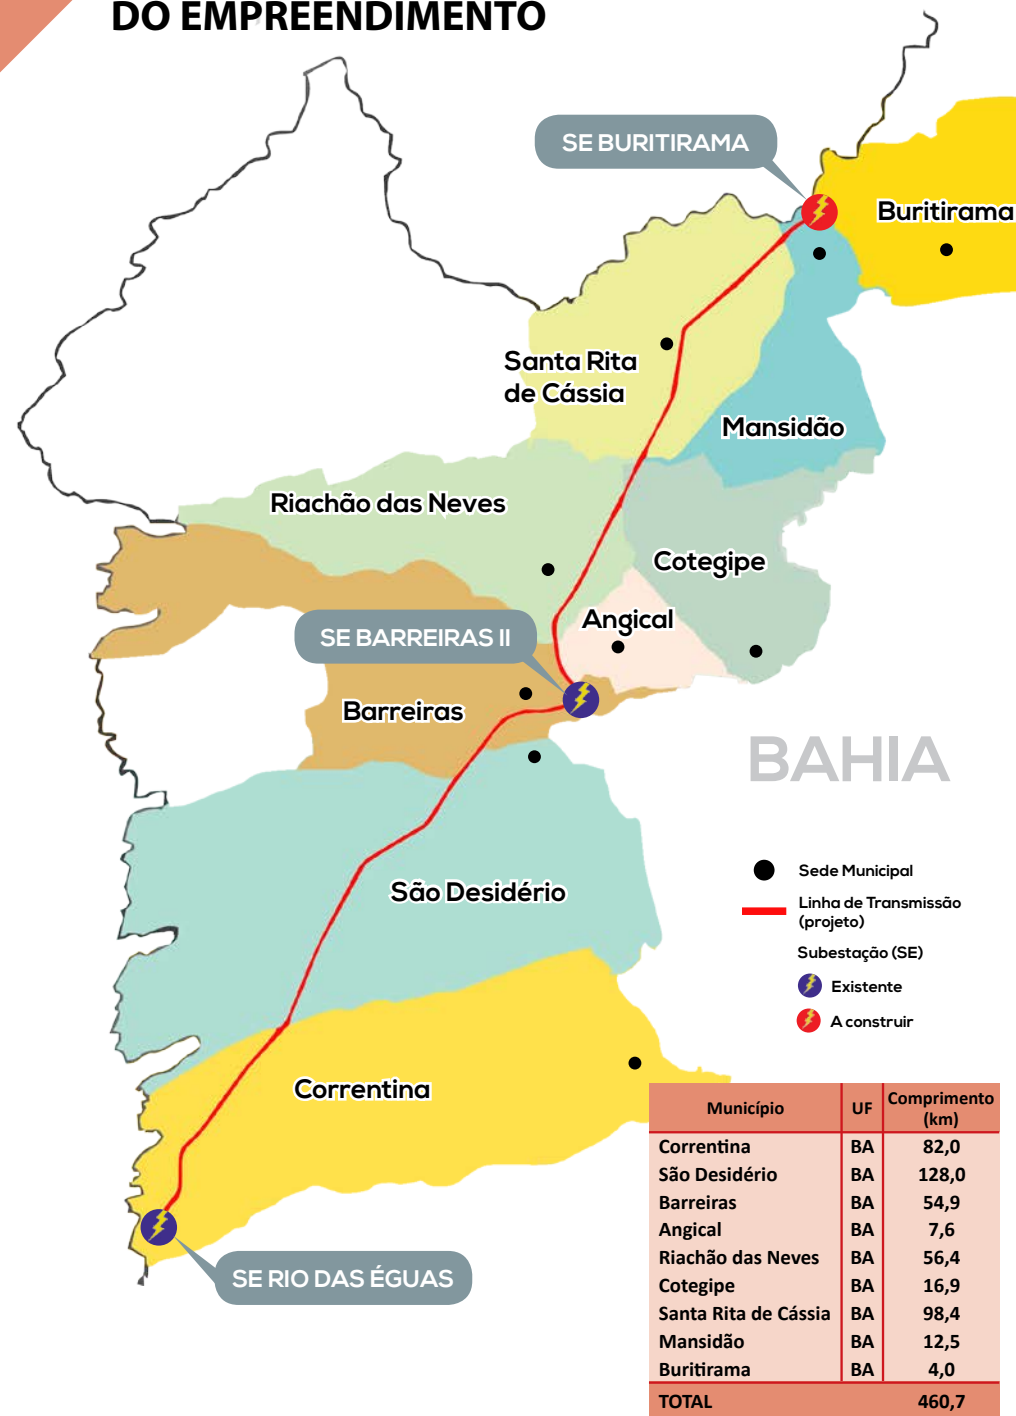 DO EMPREENDIMENTO
SE BURITIRAMA
Buritirama
Santa Rita
de Cássia
Mansidão
Riachão das Neves
Cotegipe
Angical
SE BARREIRAS II
Barreiras
BAHIA
São Desidério
Sede Municipal
Linha de Transmissão
(projeto)
Subestação (SE)
Existente
A construir
Correntina
SE RIO DAS ÉGUAS
Município UF Comprimento (km)
Correntina BA 82,0
São Desidério BA 128,0
Barreiras BA 54,9
Angical BA 7,6
Riachão das Neves BA 56,4
Cotegipe BA 16,9
Santa Rita de Cássia BA 98,4
Mansidão BA 12,5
Buritirama BA 4,0
TOTAL 460,7